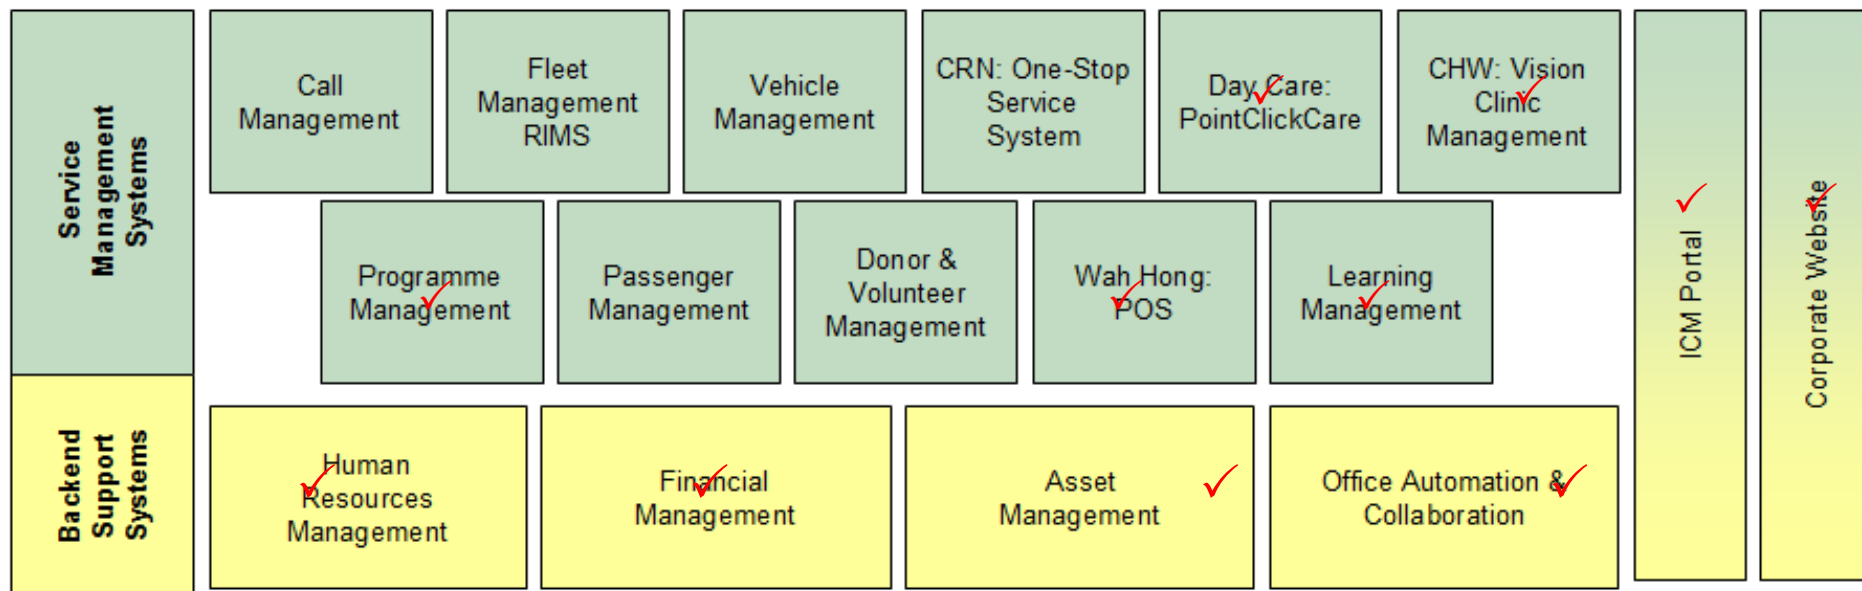 Service
Management
Systems
Call
Management
Fleet
Management
RIMS
Vehicle
Management
CRN: One-Stop
Service
System
Day Care:
PointClickCare
CHW: Vision
Clinic
Management
Programme
Management
Passenger
Management
Donor &
Volunteer
Management
Wah Hong:
POS
Learning
Management
ICM Portal
Corporate Website
Backend
Support
Systems
Human
Resources
Management
Financial
Management
Asset
Management
Office Automation &
Collaboration